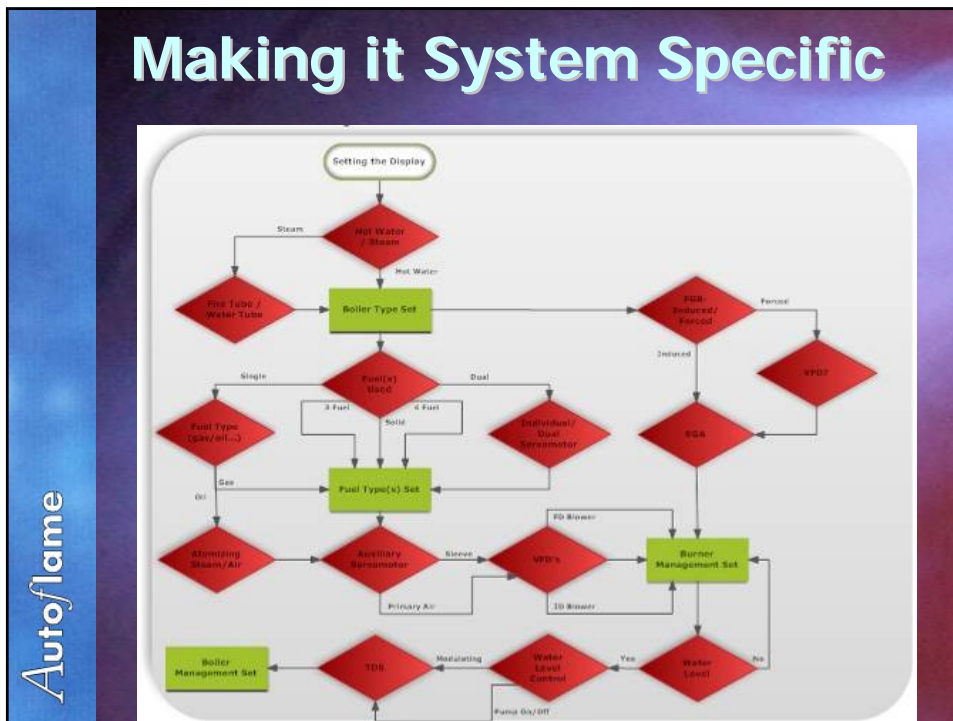 Making it System Specific
Setting the Display
Steam
Hot Water
/ Steam
Hot Water
Fire Tube /
Water Tube
Boiler Type Set
FGR-
Induced/
Forced
Forced
Induced
VFD?
Single
Fuel(s)
Used
Dual
3 Fuel
Solid
4 Fuel
Fuel Type
(gas/oil...)
Individual/
Dual
Servomotor
EGA
Gas
Fuel Type(s) Set
Oil
FD Blower
Atomizing
Steam/Air
Auxiliary
Servomotor
Sleeve
VFD's
Burner
Management Set
Primary Air
ID Blower
Boiler
Management Set
TDS
Modulating
Water
Level
Control
Yes
Water
Level
No
Pump On/Off
Autoflame